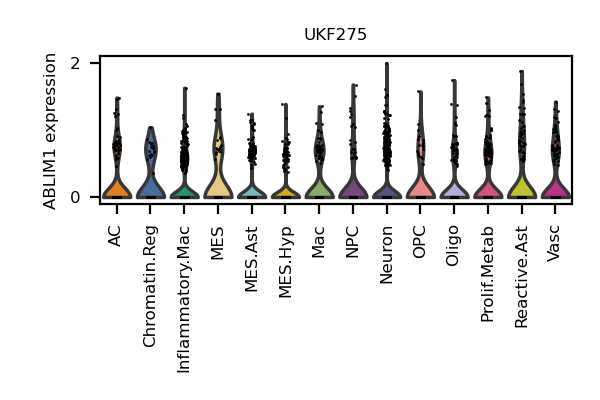 UKF275
ABLIM1 expression
2
0
AC
Chromatin.Reg
Inflammatory.Mac
MES
MES.Ast
MES.Hyp
Mac
NPC
Neuron
OPC
Oligo
Prolif.Metab
Reactive.Ast
Vasc